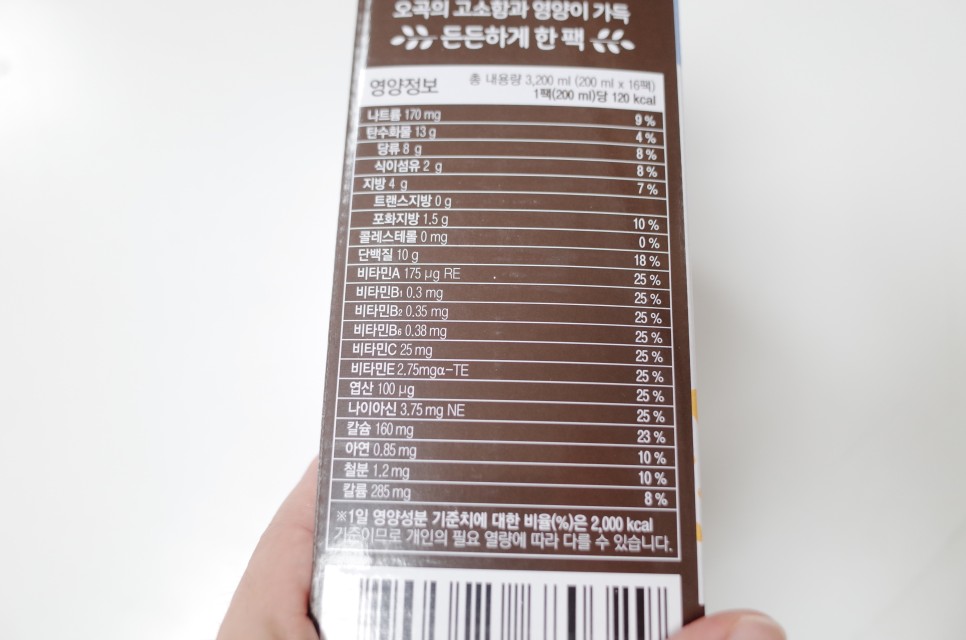 오곡의 고소함과 영양이 가득
든든하게 한 팩
영양정보
총 내용량 3,200 ml (200 ml x 16팩)
1팩(200 ml)당 120 kcal
나트륨 170 mg 9 %
탄수화물 13 g 4 %
당류 8 g 8 %
식이섬유 2 g 8 %
지방 4 g 7 %
트랜스지방 0 g
포화지방 1.5 g 10 %
콜레스테롤 0 mg 0 %
단백질 10 g 18 %
비타민A 175 µg RE 25 %
비타민B1 0.3 mg 25 %
비타민B2 0.35 mg 25 %
비타민B6 0.38 mg 25 %
비타민C 25 mg 25 %
비타민E 2.75mgα-TE 25 %
엽산 100 µg 25 %
나이아신 3.75 mg NE 25 %
칼슘 160 mg 23 %
아연 0.85 mg 10 %
철분 1.2 mg 10 %
칼륨 285 mg 8 %
※1일 영양성분 기준치에 대한 비율(%)은 2,000 kcal
기준이므로 개인의 필요 열량에 따라 다를 수 있습니다.